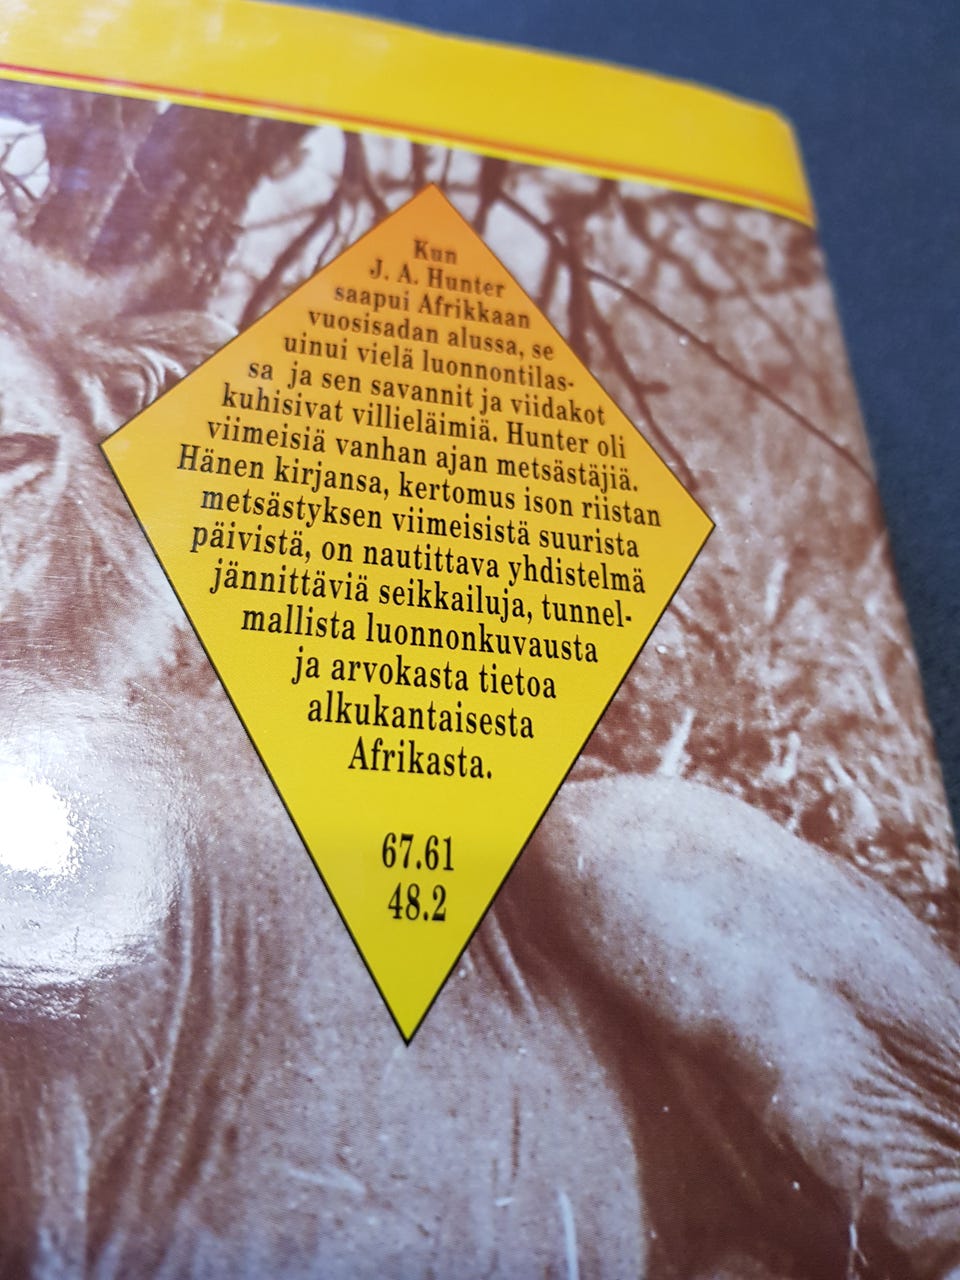 Kun
J. A. Hunter
saapui Afrikkaan
vuosisadan alussa, se
uinui vielä luonnontilas-
sa ja sen savannit ja viidakot
kuhisivat villieläimiä. Hunter oli
viimeisiä vanhan ajan metsästäjiä.
Hänen kirjansa, kertomus ison riistan
metsästyksen viimeisistä suurista
päivistä, on nautittava yhdistelmä
jännittäviä seikkailuja, tunnel-
mallista luonnonkuvausta
ja arvokasta tietoa
alkukantaisesta
Afrikasta.
67.61
48.2